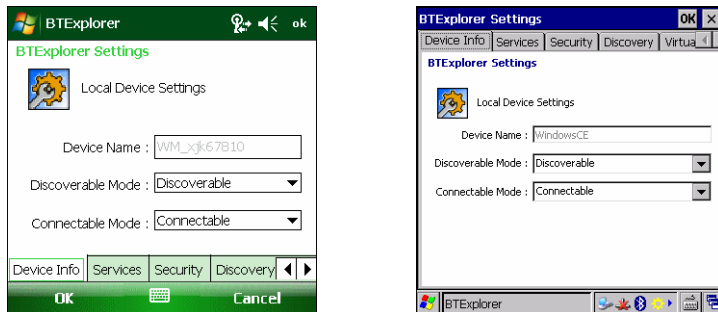 BTExplorer ok
BTExplorer Settings
Local Device Settings
Device Name : WM_xjk67810
Discoverable Mode : Discoverable
Connectable Mode : Connectable
Device Info Services Security Discovery
OK Cancel
BTExplorer Settings OK
Device Info Services Security Discovery Virtua
BTExplorer Settings
Local Device Settings
Device Name : WindowsCE
Discoverable Mode : Discoverable
Connectable Mode : Connectable
BTExplorer